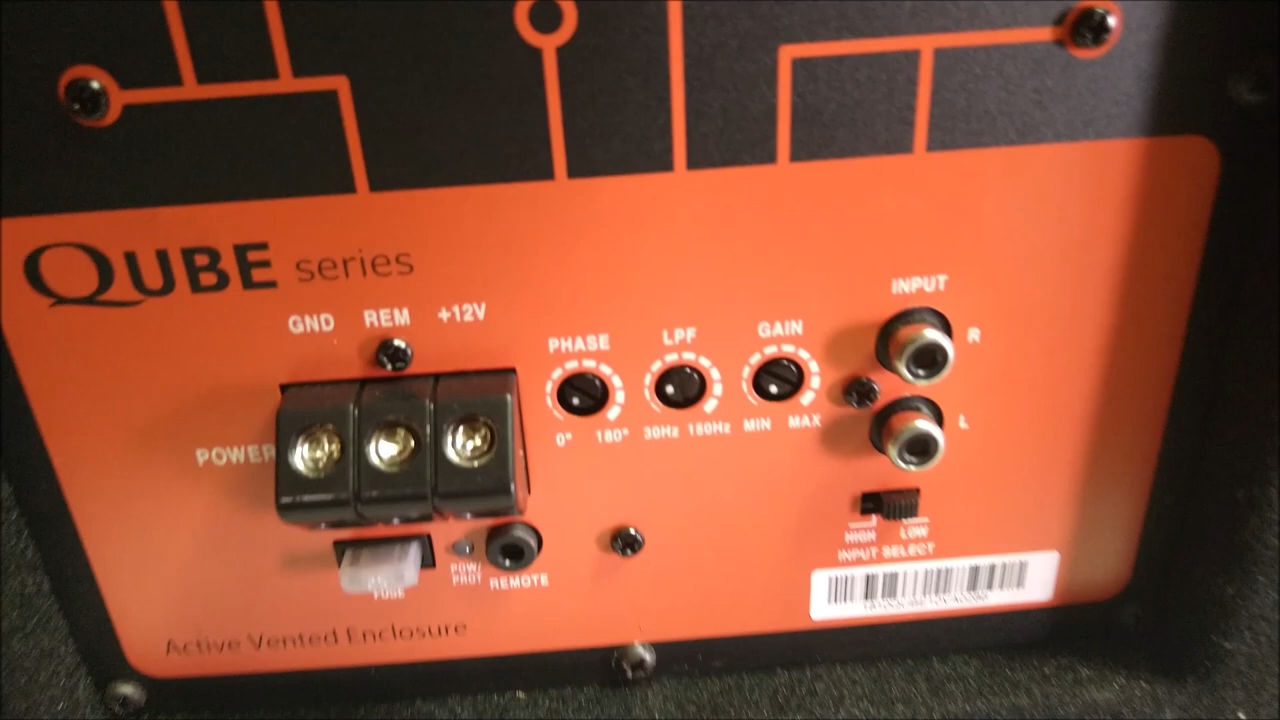 QUBE series
GND REM +12V
INPUT
PHASE LPF GAIN
R
0° 180° 30Hz 150Hz MIN MAX
L
POWER
HIGH LOW
INPUT SELECT
POW/
PROT REMOTE
FUSE
Active Vented Enclosure